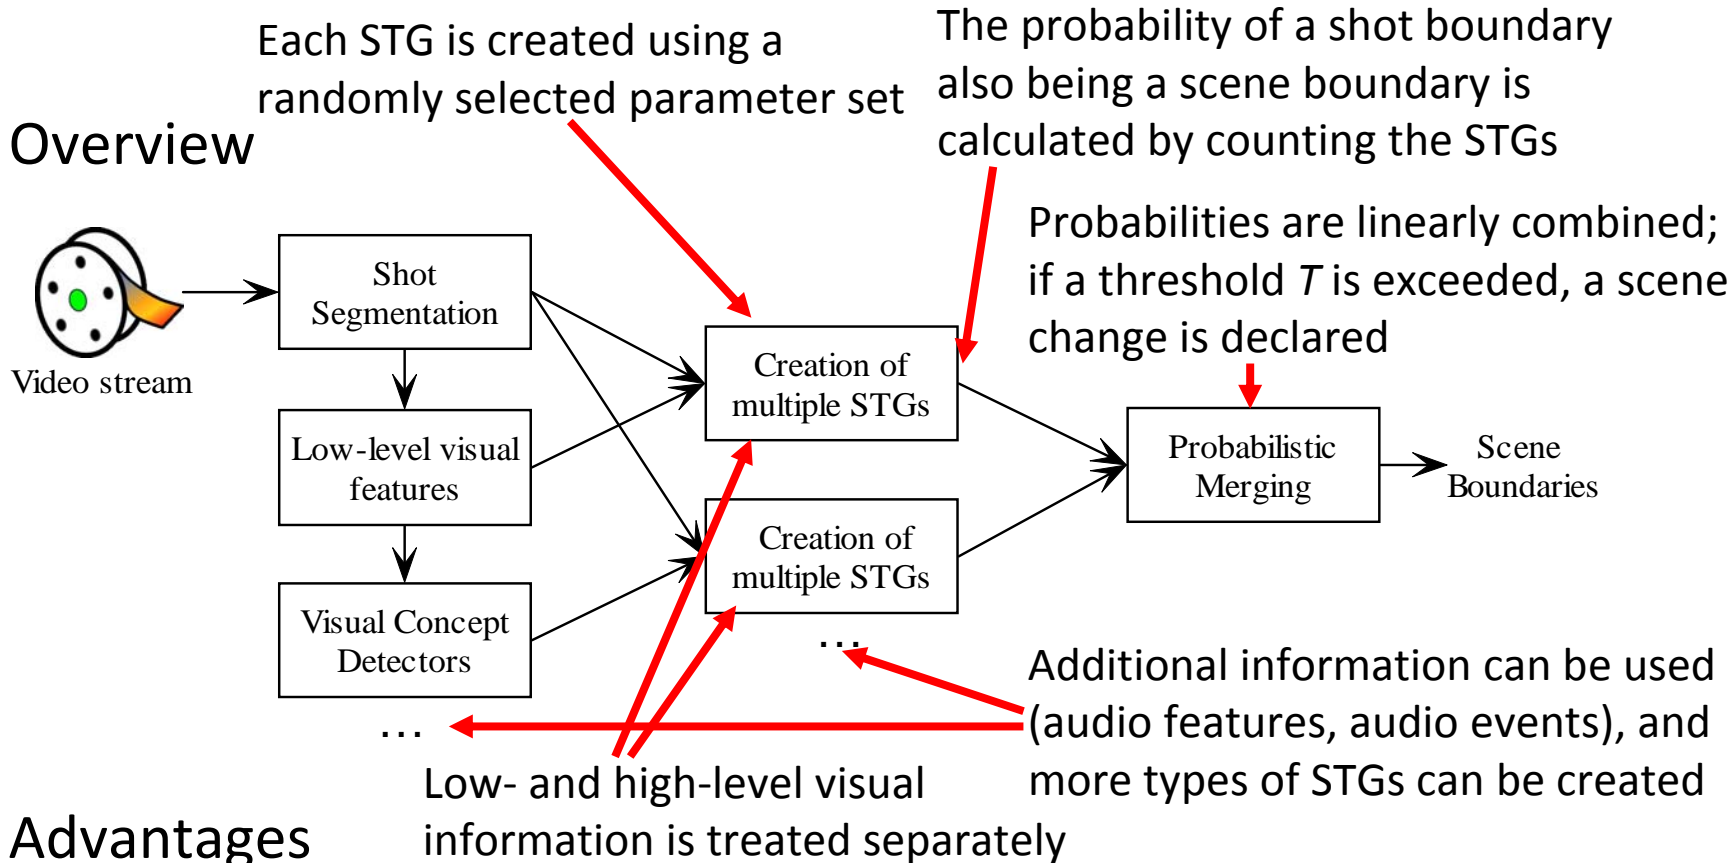 Each STG is created using a
randomly selected parameter set
The probability of a shot boundary
also being a scene boundary is
calculated by counting the STGs
Overview
Probabilities are linearly combined;
if a threshold T is exceeded, a scene
change is declared
Video stream
Shot
Segmentation
Low-level visual
features
Visual Concept
Detectors
...
Creation of
multiple STGs
Creation of
multiple STGs
...
Probabilistic
Merging
Scene
Boundaries
Additional information can be used
(audio features, audio events), and
more types of STGs can be created
Low- and high-level visual
information is treated separately
Advantages